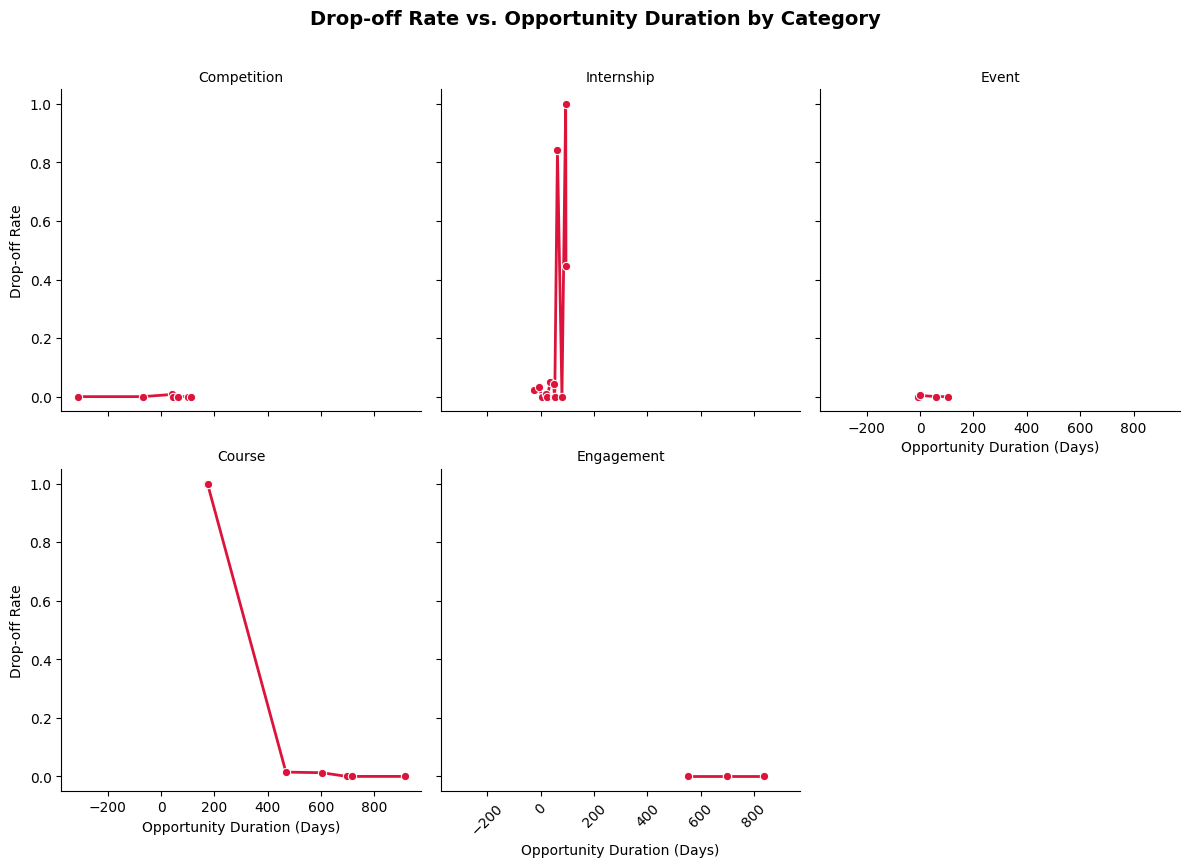 Drop-off Rate vs. Opportunity Duration by Category
Competition
Internship
Event
1.0
0.8
0.6
0.4
0.2
0.0
Drop-off Rate
−200 0 200 400 600 800
Opportunity Duration (Days)
Course
Engagement
1.0
0.8
0.6
0.4
0.2
0.0
Drop-off Rate
−200 0 200 400 600 800
Opportunity Duration (Days)
−200 0 200 400 600 800
Opportunity Duration (Days)